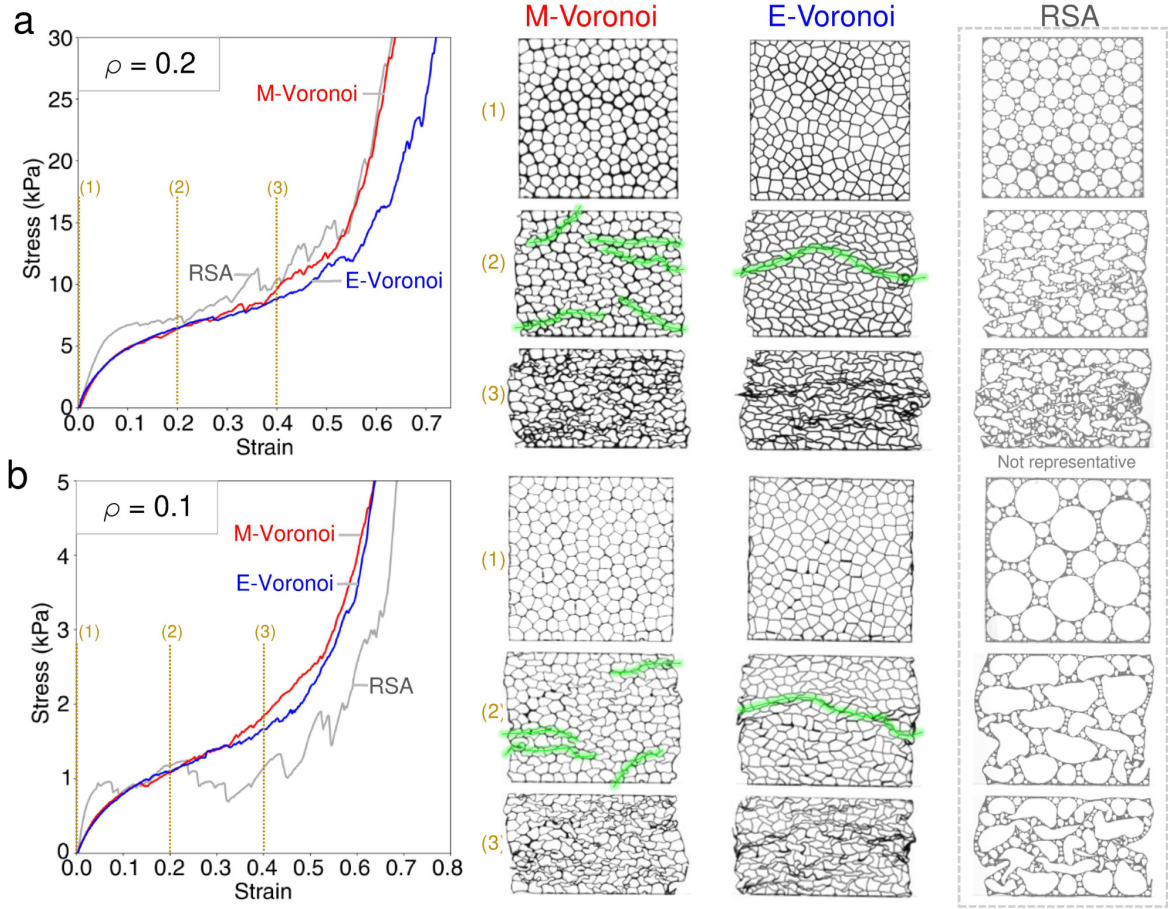 a
30
25
20
15
10
5
0
Stress (kPa)
ρ = 0.2
M-Voronoi
RSA
E-Voronoi
(1)
(2)
(3)
0.0
0.1
0.2
0.3
0.4
0.5
0.6
0.7
Strain
M-Voronoi
E-Voronoi
RSA
(1)
(2)
(3)
Not representative
b
5
4
3
2
1
0
Stress (kPa)
ρ = 0.1
M-Voronoi
E-Voronoi
RSA
(1)
(2)
(3)
0.0
0.1
0.2
0.3
0.4
0.5
0.6
0.7
0.8
Strain
(1)
(2)
(3)